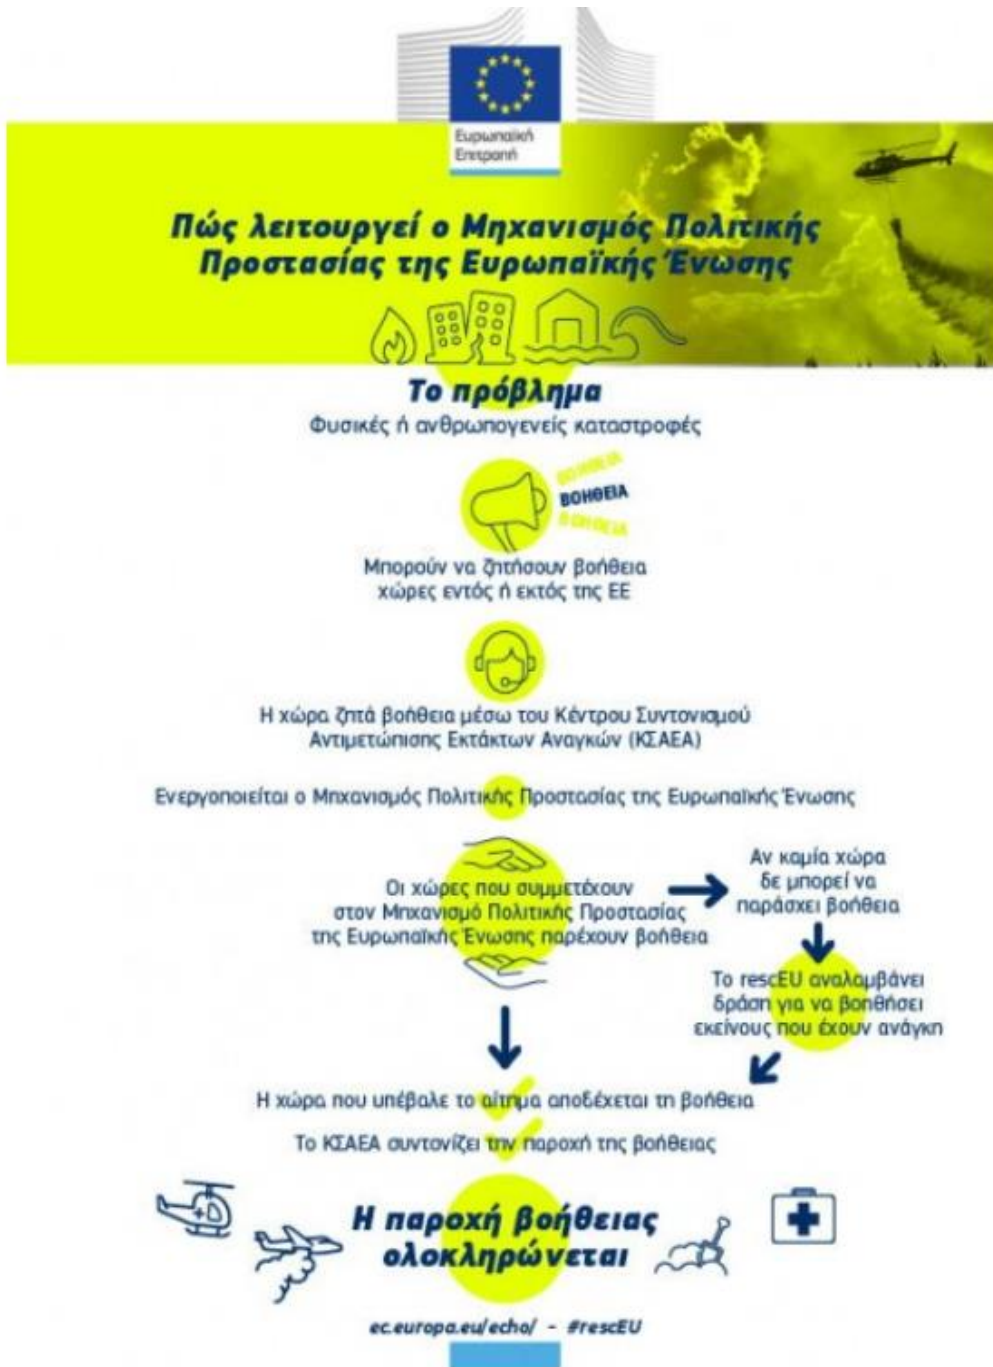 Ευρωπαϊκή
Επιτροπή
Πώς λειτουργεί ο Μηχανισμός Πολιτικής
Προστασίας της Ευρωπαϊκής Ένωσης
Το πρόβλημα
Φυσικές ή ανθρωπογενείς καταστροφές
ΒΟΗΘΕΙΑ
ΒΟΗΘΕΙΑ
ΒΟΗΘΕΙΑ
Μπορούν να ζητήσουν βοήθεια
χώρες εντός ή εκτός της ΕΕ
Η χώρα ζητά βοήθεια μέσω του Κέντρου Συντονισμού
Αντιμετώπισης Εκτάκτων Αναγκών (ΚΣΑΕΑ)
Ενεργοποιείται ο Μηχανισμός Πολιτικής Προστασίας της Ευρωπαϊκής Ένωσης
Οι χώρες που συμμετέχουν
στον Μηχανισμό Πολιτικής Προστασίας
της Ευρωπαϊκής Ένωσης παρέχουν βοήθεια
Αν καμία χώρα
δε μπορεί να
παράσχει βοήθεια
Το rescEU αναλαμβάνει
δράση για να βοηθήσει
εκείνους που έχουν ανάγκη
Η χώρα που υπέβαλε το αίτημα αποδέχεται τη βοήθεια
Το ΚΣΑΕΑ συντονίζει την παροχή της βοήθειας
Η παροχή βοήθειας
ολοκληρώνεται
ec.europa.eu/echo/ - #rescEU